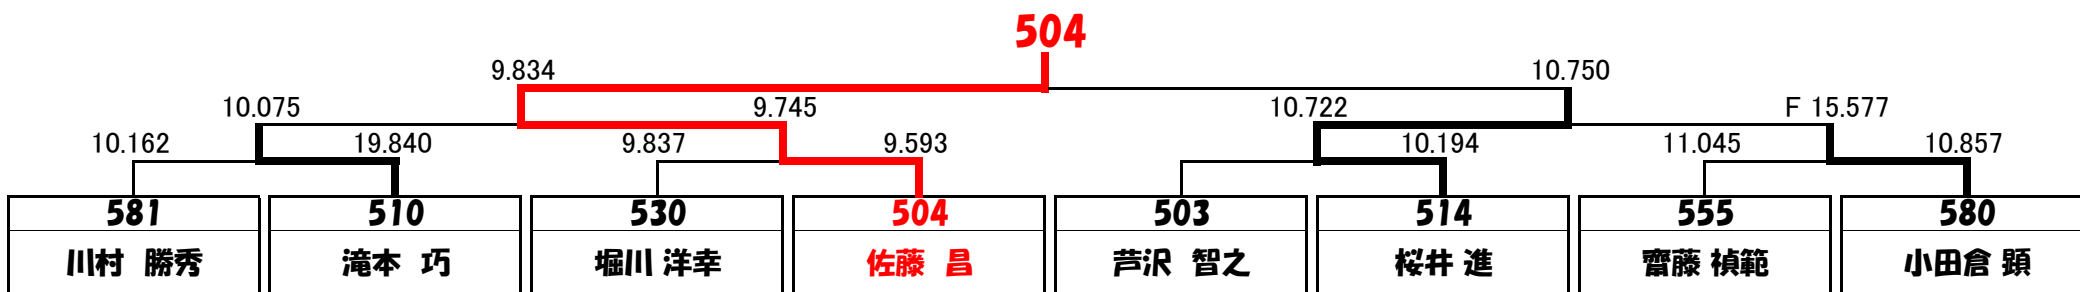 504
9.834 10.750
10.075 9.745 10.722 F 15.577
10.162 19.840 9.837 9.593 10.194 11.045 10.857
581 510 530 504 503 514 555 580
川村 勝秀 滝本 巧 堀川 洋幸 佐藤 昌 芦沢 智之 桜井 進 齋藤 禎範 小田倉 顕